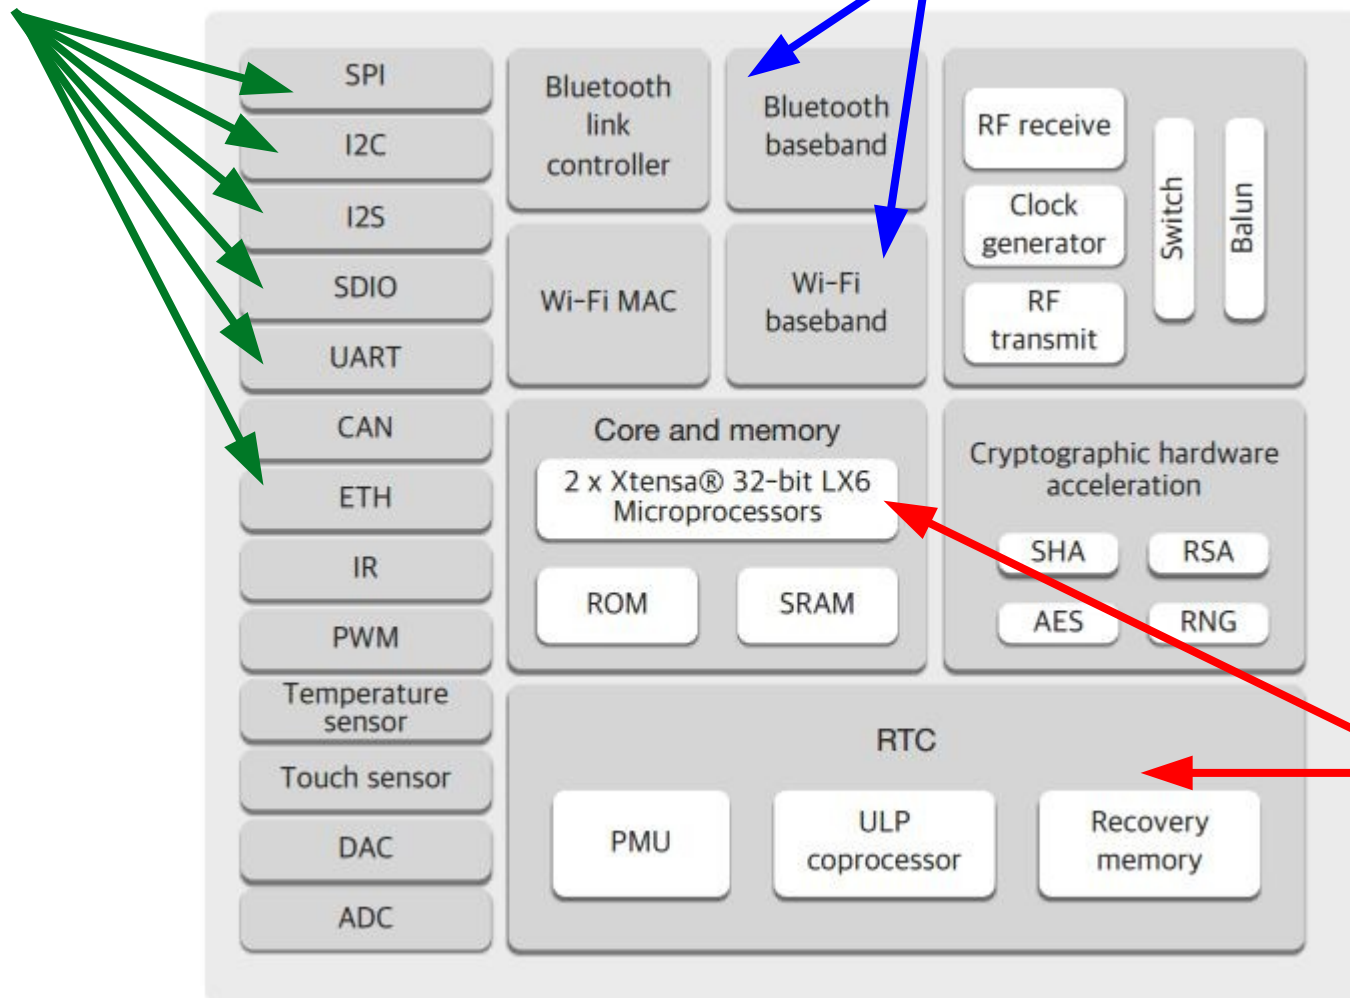 SPI
I2C
I2S
SDIO
UART
CAN
ETH
IR
PWM
Temperature
sensor
Touch sensor
DAC
ADC
Bluetooth
link
controller
Bluetooth
baseband
Wi-Fi MAC
Wi-Fi
baseband
RF receive
Clock
generator
RF
transmit
Switch
Balun
Core and memory
2 x Xtensa® 32-bit LX6
Microprocessors
ROM
SRAM
Cryptographic hardware
acceleration
SHA
RSA
AES
RNG
RTC
PMU
ULP
coprocessor
Recovery
memory